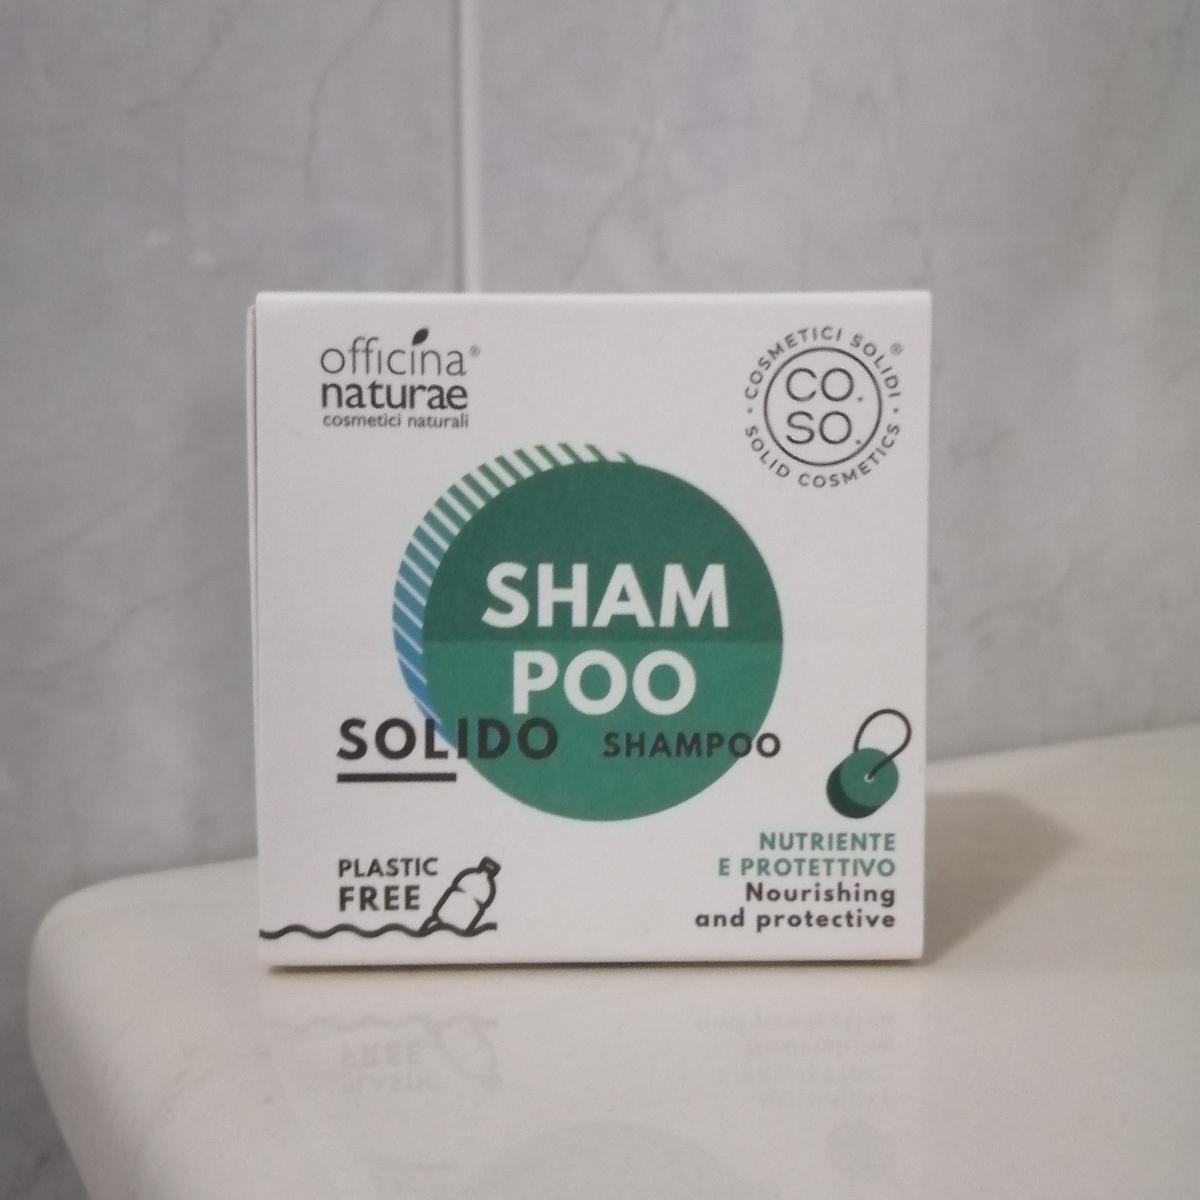 officina®
naturae
cosmetici naturali
COSMETICI SOLIDI®
CO.
SO.
SOLID COSMETICS
SHAM
POO
SOLIDO SHAMPOO
PLASTIC
FREE
NUTRIENTE
E PROTETTIVO
Nourishing
and protective